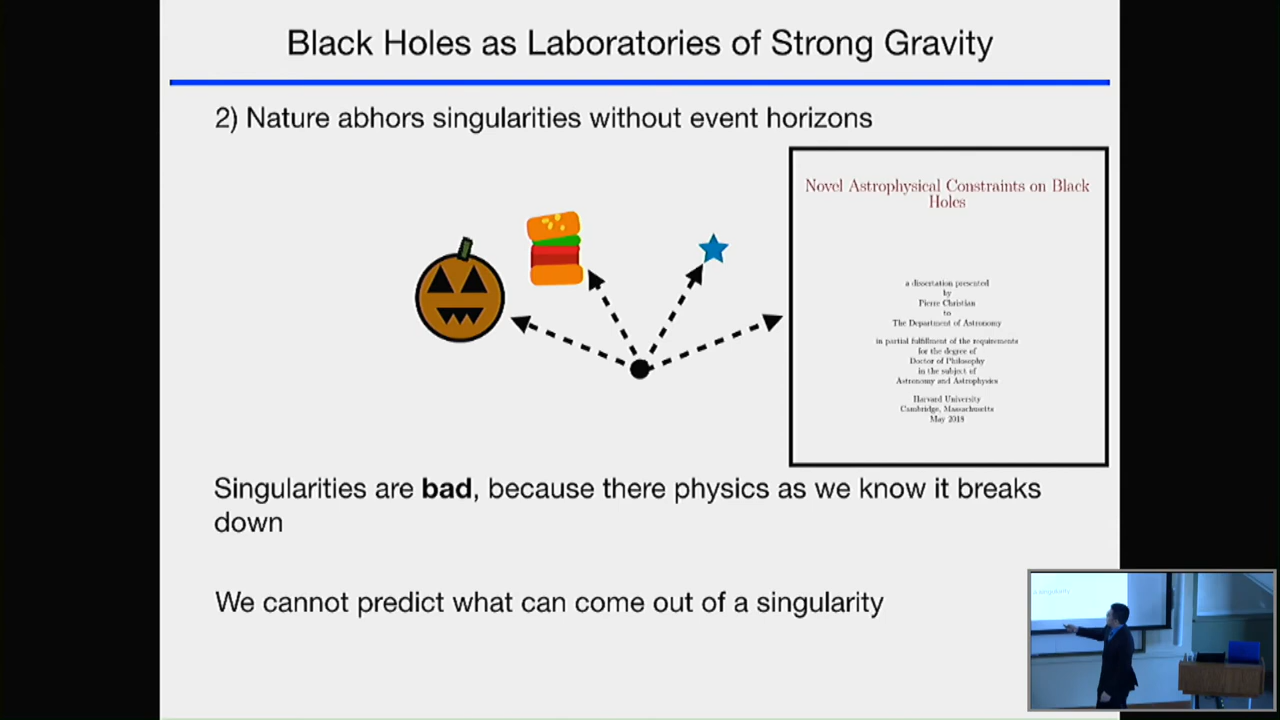 Black Holes as Laboratories of Strong Gravity
2) Nature abhors singularities without event horizons
Novel Astrophysical Constraints on Black
Holes
a dissertation presented
by
Pierre Christian
to
The Department of Astronomy
in partial fulfillment of the requirements
for the degree of
Doctor of Philosophy
in the subject of
Astronomy and Astrophysics
Harvard University
Cambridge, Massachusetts
May 2018
Singularities are bad, because there physics as we know it breaks
down
We cannot predict what can come out of a singularity